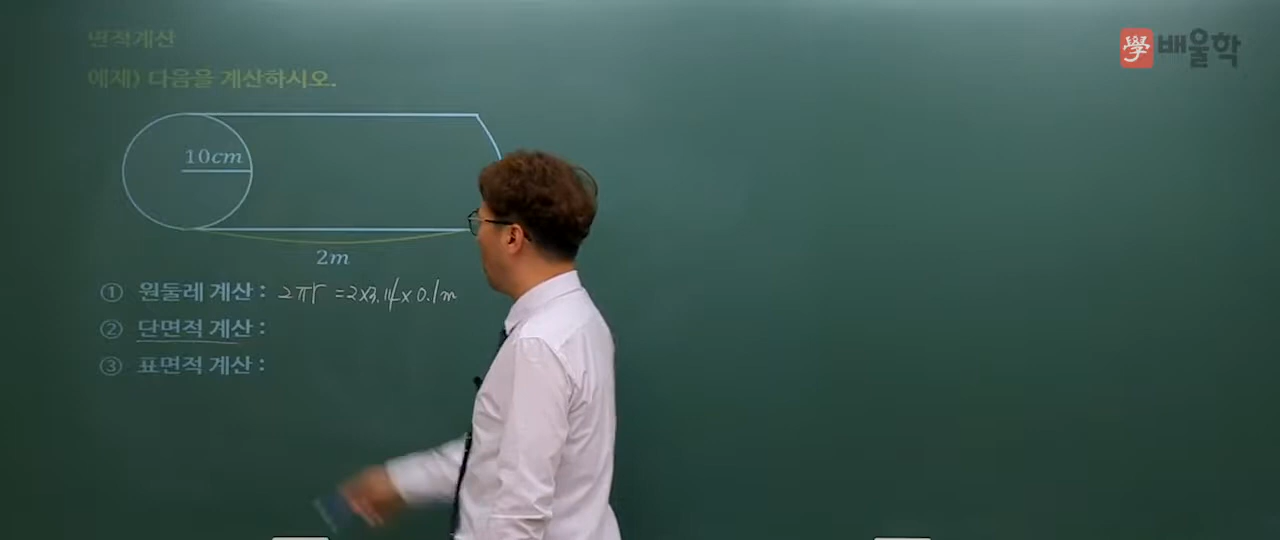 면적계산
學 배울학
예제) 다음을 계산하시오.
10cm
2m
① 원둘레 계산 : 2πr =2×3.14×0.1m
② 단면적 계산 :
③ 표면적 계산 :